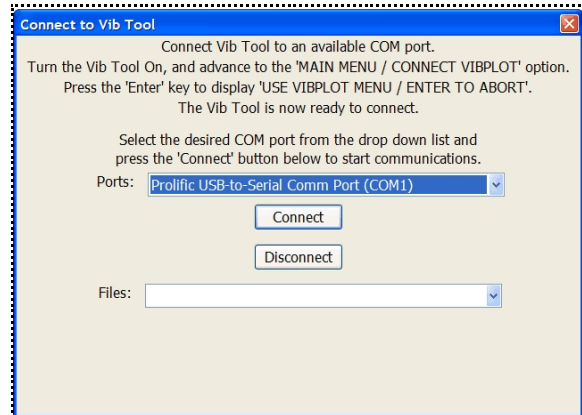 Connect to Vib Tool
Connect Vib Tool to an available COM port.
Turn the Vib Tool On, and advance to the 'MAIN MENU / CONNECT VIBPLOT' option.
Press the 'Enter' key to display 'USE VIBPLOT MENU / ENTER TO ABORT'.
The Vib Tool is now ready to connect.
Select the desired COM port from the drop down list and
press the 'Connect' button below to start communications.
Ports: Prolific USB-to-Serial Comm Port (COM1)
Connect
Disconnect
Files: